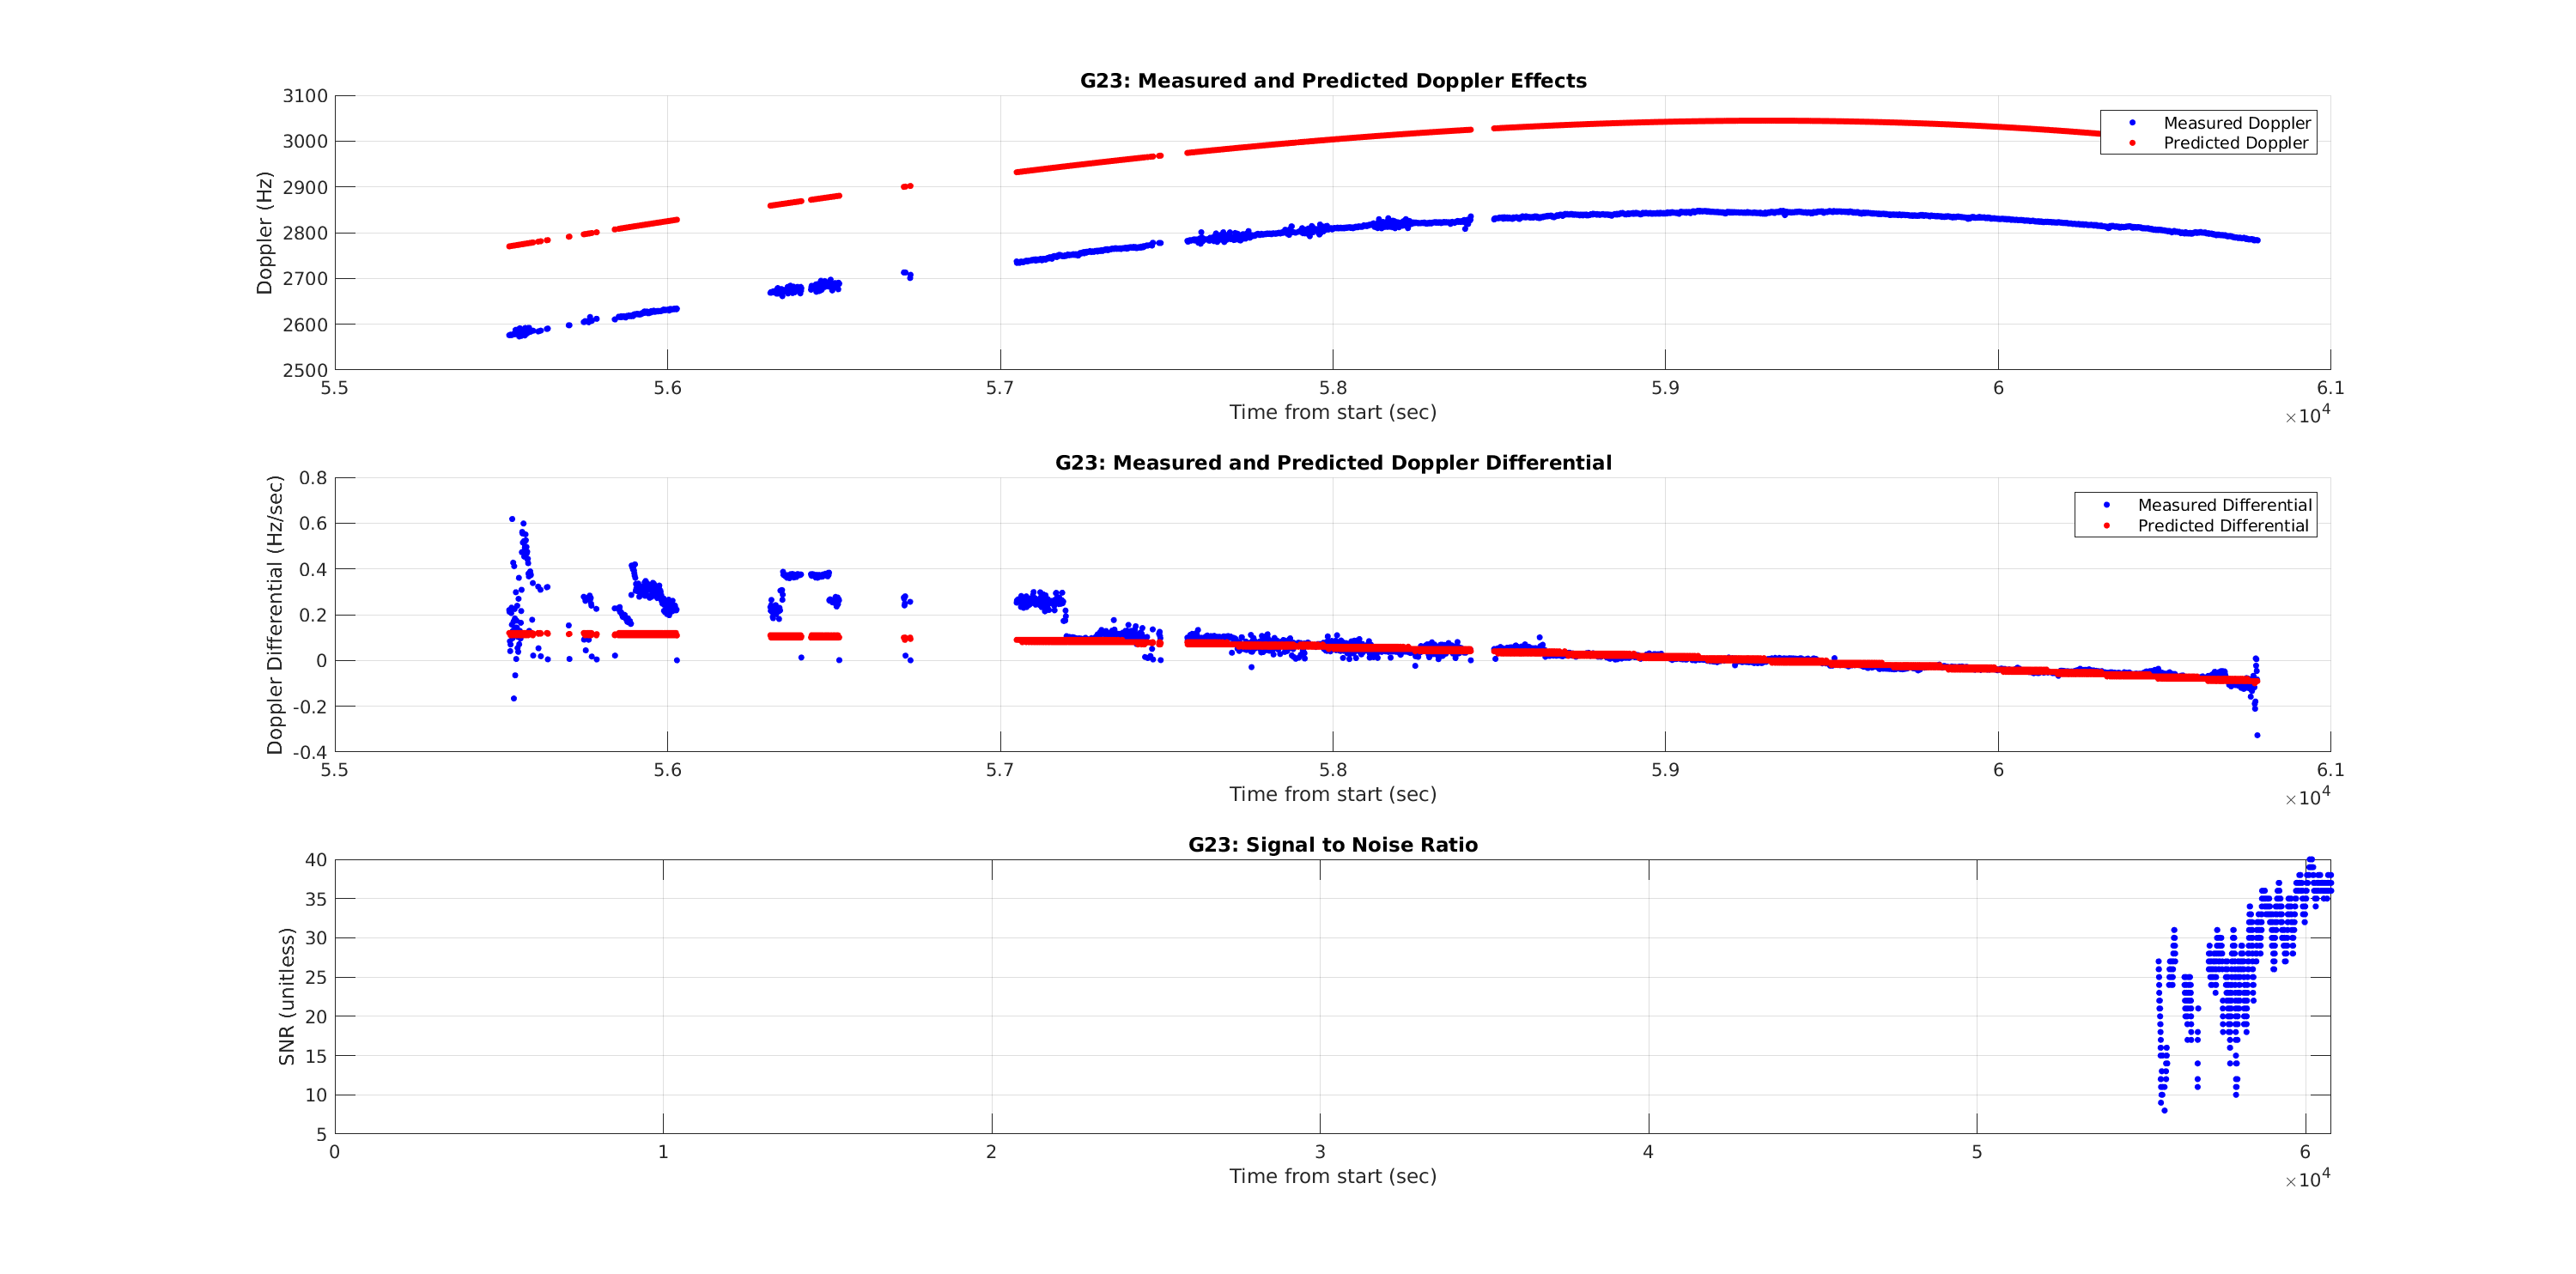 G23: Measured and Predicted Doppler Effects
3100
3000
2900
2800
2700
2600
2500
Doppler (Hz)
Measured Doppler
Predicted Doppler
5.5 5.6 5.7 5.8 5.9 6 6.1
Time from start (sec)
×10^4
G23: Measured and Predicted Doppler Differential
0.8
0.6
0.4
0.2
0
-0.2
-0.4
Doppler Differential (Hz/sec)
Measured Differential
Predicted Differential
5.5 5.6 5.7 5.8 5.9 6 6.1
Time from start (sec)
×10^4
G23: Signal to Noise Ratio
40
35
30
25
20
15
10
5
SNR (unitless)
0 1 2 3 4 5 6
Time from start (sec)
×10^4